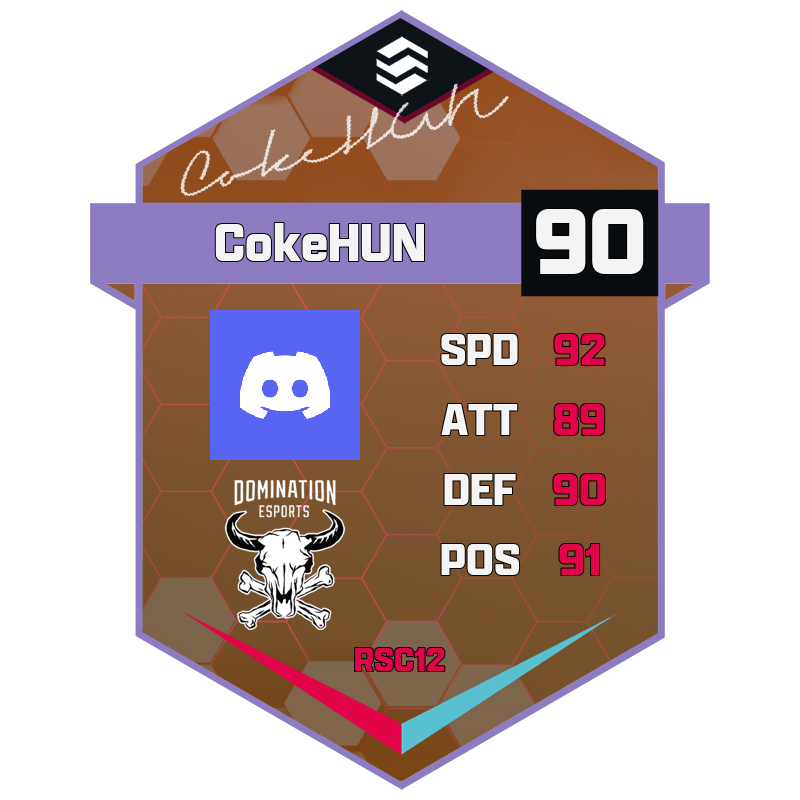 CokeHUN
CokeHUN
90
SPD 92
ATT 89
DEF 90
POS 91
DOMINATION
ESPORTS
RSC12